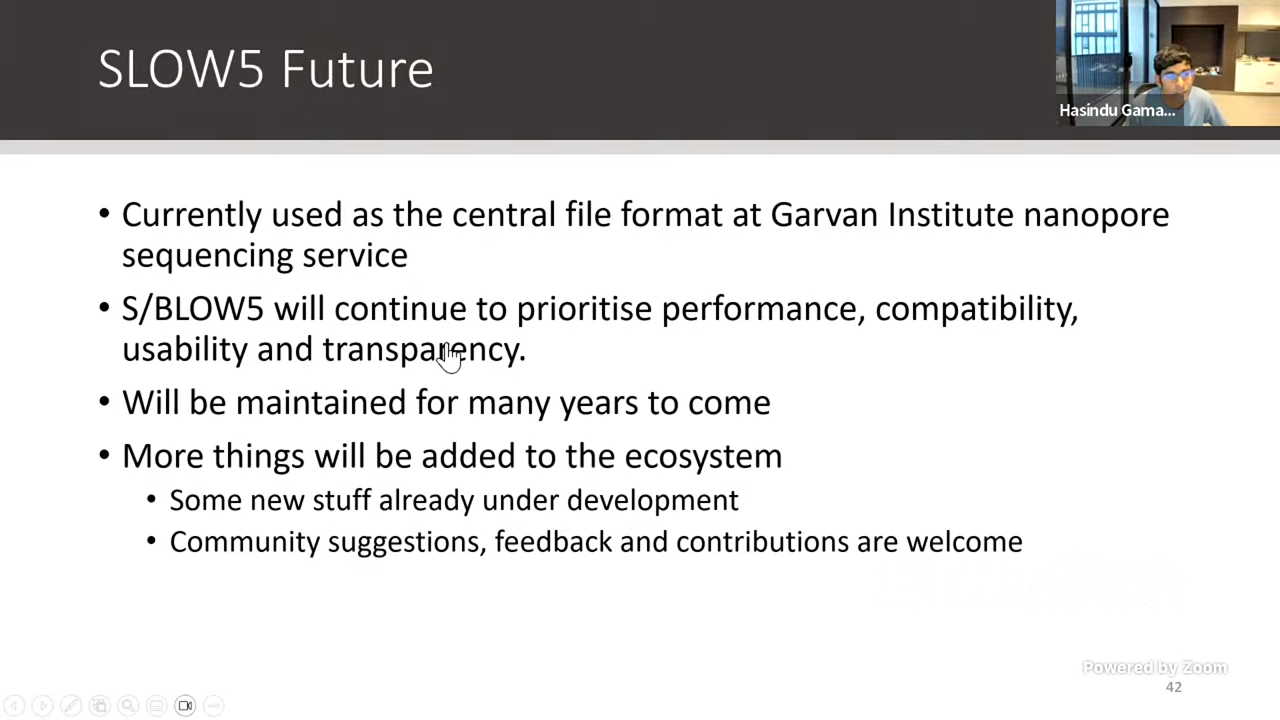 SLOW5 Future
Hasindu Gama...
• Currently used as the central file format at Garvan Institute nanopore
sequencing service
• S/BLOW5 will continue to prioritise performance, compatibility,
usability and transparency.
• Will be maintained for many years to come
• More things will be added to the ecosystem
• Some new stuff already under development
• Community suggestions, feedback and contributions are welcome
Powered by Zoom
42